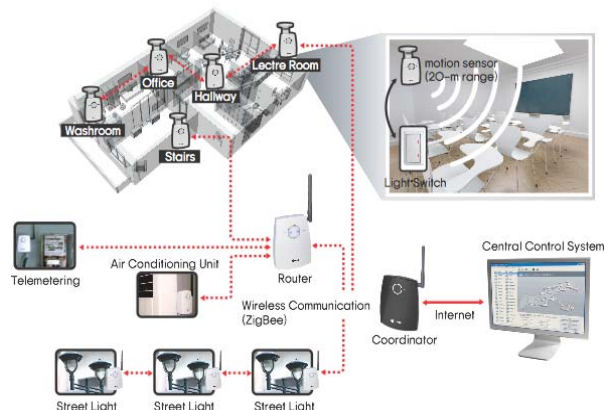 Lectre Room
Office
Hallway
Washroom
Stairs
motion sensor
(20-m range)
Light Switch
Telemetering
Air Conditioning Unit
Router
Wireless Communication
(ZigBee)
Central Control System
Internet
Coordinator
Street Light
Street Light
Street Light